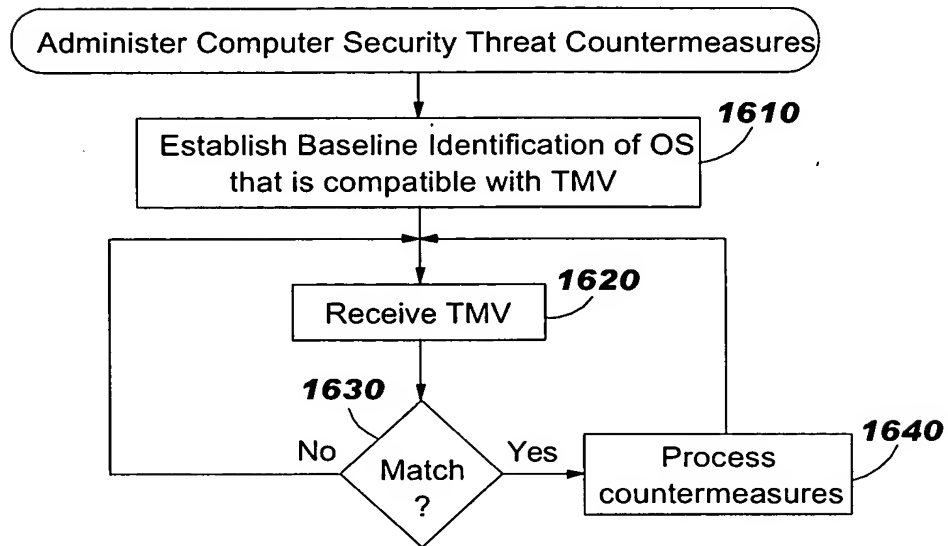 Administer Computer Security Threat Countermeasures
1610
Establish Baseline Identification of OS
that is compatible with TMV
1620
Receive TMV
1630
No
Match
?
Yes
1640
Process
countermeasures